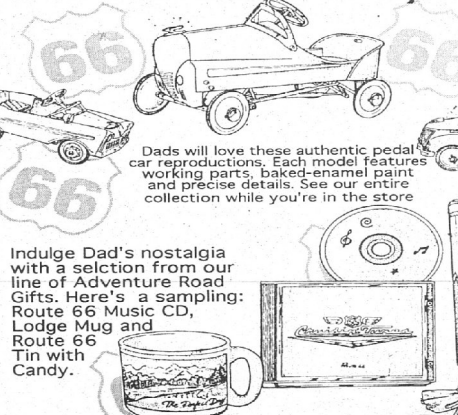 66
66
Dads will love these authentic pedal
car reproductions. Each model features
working parts, baked-enamel paint
and precise details. See our entire
collection while you're in the store
66
Indulge Dad's nostalgia
with a selction from our
line of Adventure Road
Gifts. Here's a sampling:
Route 66 Music CD,
Lodge Mug and
Route 66
Tin with
Candy.
The Perfect Day